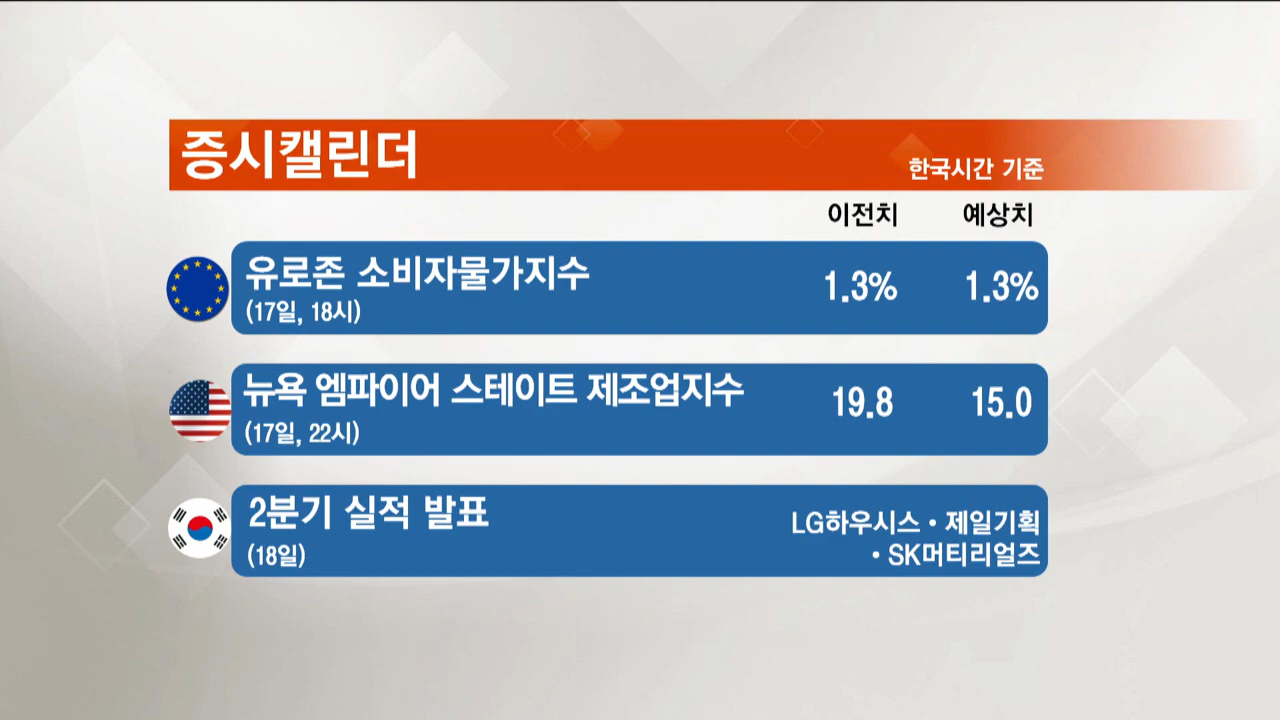 증시캘린더
한국시간 기준
이전치 예상치
유로존 소비자물가지수 1.3% 1.3%
(17일, 18시)
뉴욕 엠파이어 스테이트 제조업지수 19.8 15.0
(17일, 22시)
2분기 실적 발표
LG하우시스 • 제일기획
(18일)
• SK머티리얼즈